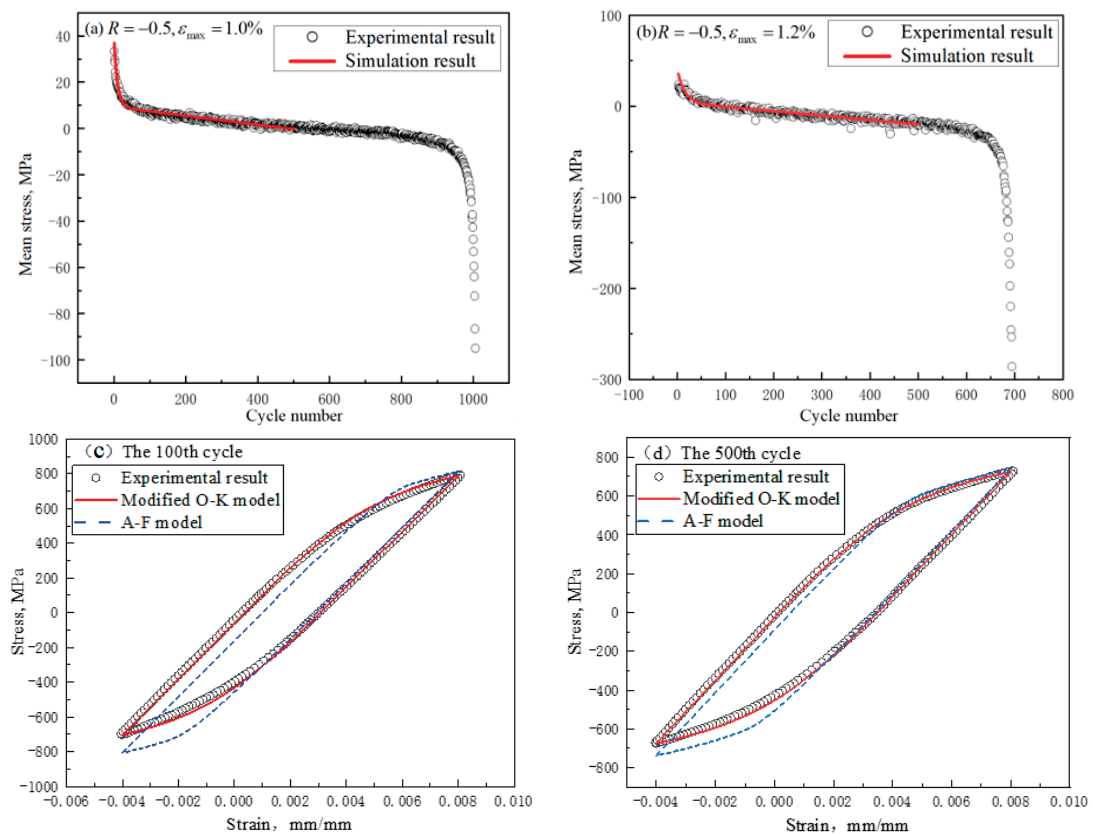 (a) R = −0.5, εmax = 1.0%
Experimental result
Simulation result
40
20
0
-20
-40
-60
-80
-100
Mean stress, MPa
0 200 400 600 800 1000
Cycle number
(b) R = −0.5, εmax = 1.2%
Experimental result
Simulation result
100
0
-100
-200
-300
Mean stress, MPa
-100 0 100 200 300 400 500 600 700 800
Cycle number
(c) The 100th cycle
Experimental result
Modified O-K model
A-F model
1000
800
600
400
200
0
-200
-400
-600
-800
-1000
Stress, MPa
-0.006 -0.004 -0.002 0.000 0.002 0.004 0.006 0.008 0.010
Strain, mm/mm
(d) The 500th cycle
Experimental result
Modified O-K model
A-F model
800
600
400
200
0
-200
-400
-600
-800
Stress, MPa
-0.004 -0.002 0.000 0.002 0.004 0.006 0.008 0.010
Strain, mm/mm